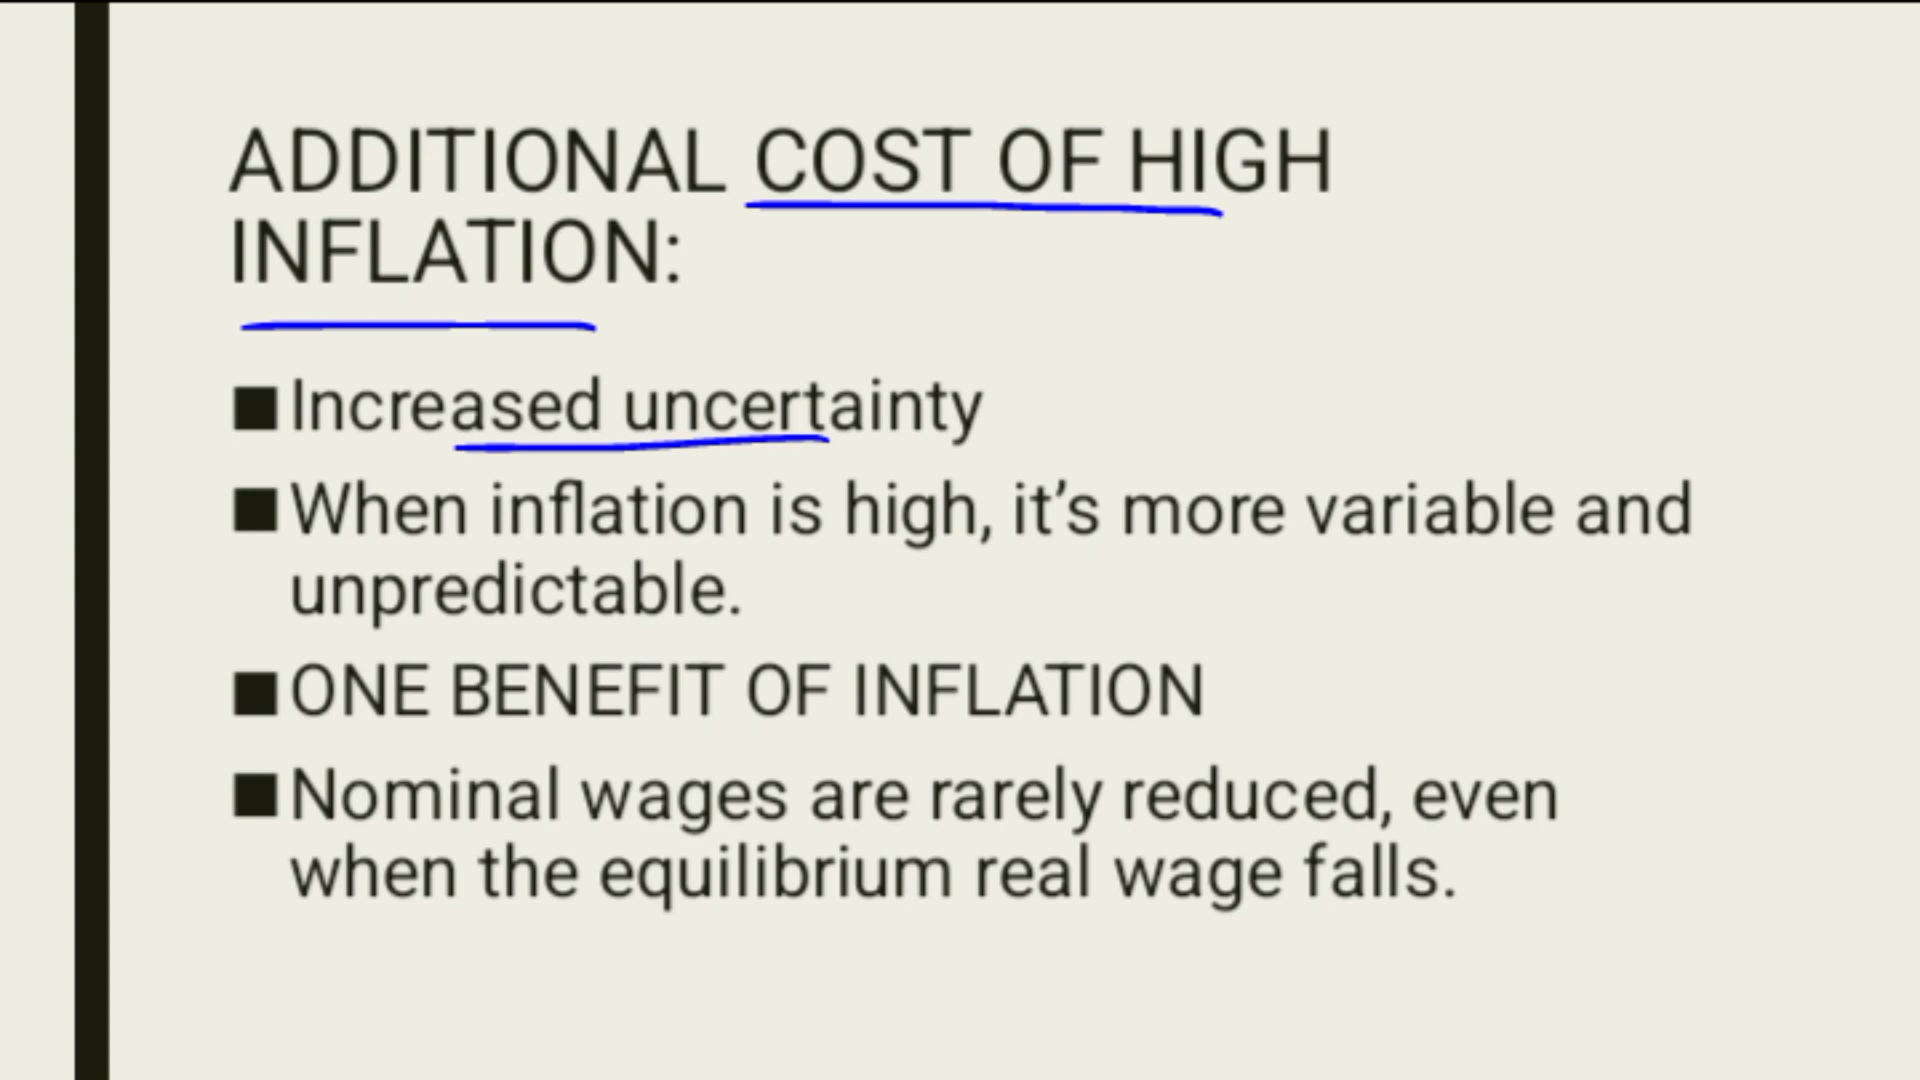 ADDITIONAL COST OF HIGH
INFLATION:
■ Increased uncertainty
■ When inflation is high, it’s more variable and
unpredictable.
■ ONE BENEFIT OF INFLATION
■ Nominal wages are rarely reduced, even
when the equilibrium real wage falls.